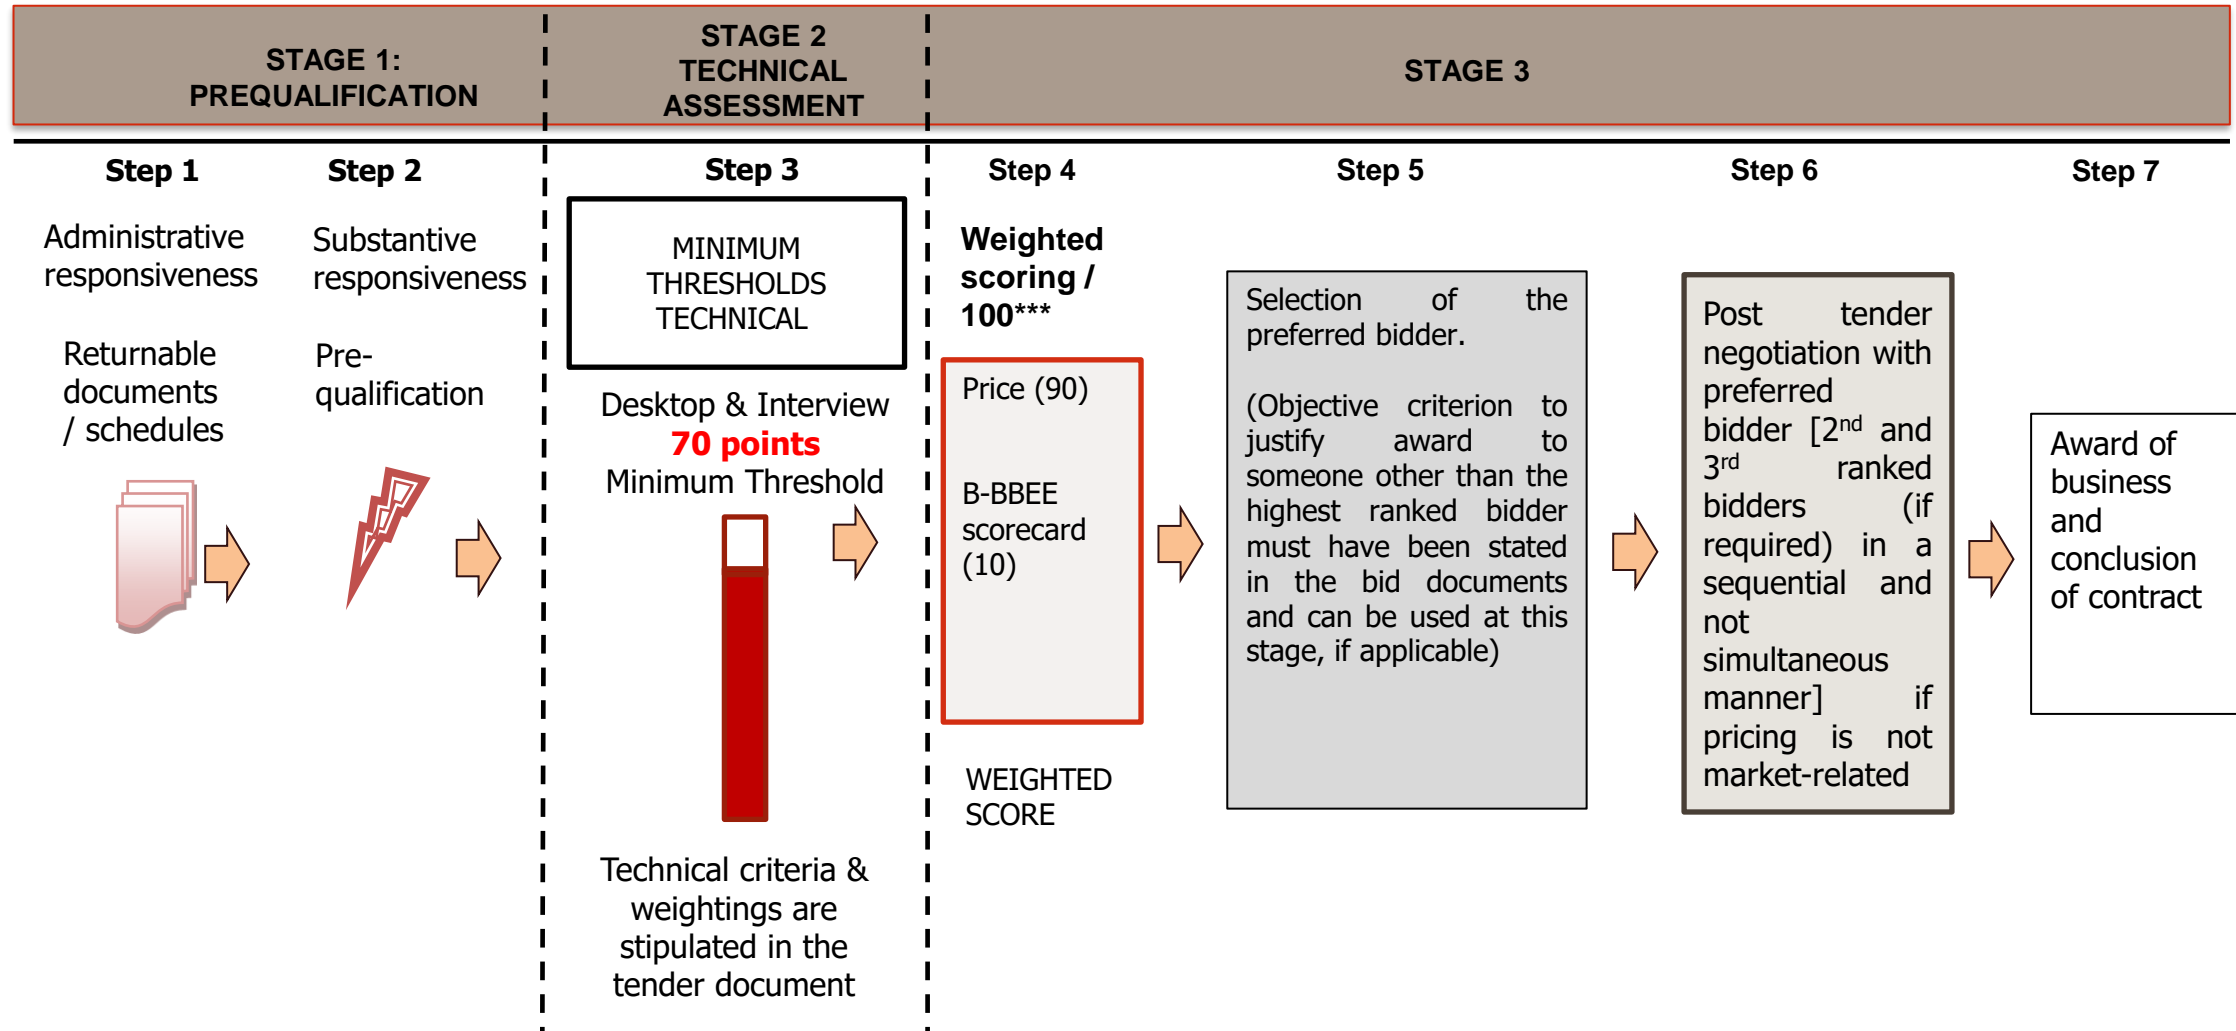 STAGE 1:
PREQUALIFICATION
STAGE 2
TECHNICAL
ASSESSMENT
STAGE 3
Step 1
Administrative
responsiveness
Returnable
documents
/ schedules
Step 2
Substantive
responsiveness
Pre-
qualification
Step 3
MINIMUM
THRESHOLDS
TECHNICAL
Desktop & Interview
70 points
Minimum Threshold
Technical criteria &
weightings are
stipulated in the
tender document
Step 4
Weighted
scoring /
100***
Price (90)
B-BBEE
scorecard
(10)
WEIGHTED
SCORE
Step 5
Selection of the
preferred bidder.
(Objective criterion to
justify award to
someone other than the
highest ranked bidder
must have been stated
in the bid documents
and can be used at this
stage, if applicable)
Step 6
Post tender
negotiation with
preferred
bidder [2nd and
3rd ranked
bidders (if
required) in a
sequential and
not
simultaneous
manner] if
pricing is not
market-related
Step 7
Award of
business
and
conclusion
of contract